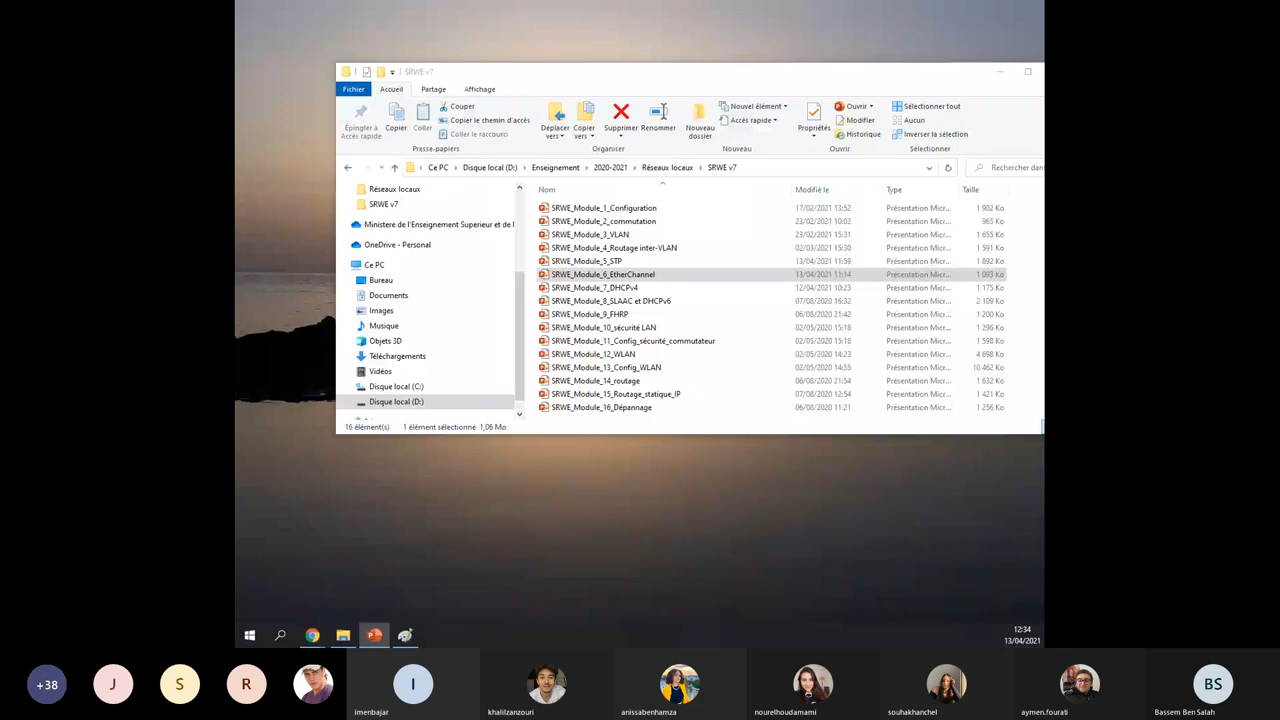 SRWE v7
Fichier Accueil Partage Affichage
Épingler à Accès rapide
Copier
Coller
Couper
Copier le chemin d'accès
Coller le raccourci
Presse-papiers
Déplacer vers
Copier vers
Supprimer
Renommer
Organiser
Nouveau dossier
Nouvel élément
Accès rapide
Nouveau
Propriétés
Ouvrir
Modifier
Historique
Ouvrir
Sélectionner tout
Aucun
Inverser la sélection
Sélectionner
Ce PC > Disque local (D:) > Enseignement > 2020-2021 > Réseaux locaux > SRWE v7
Rechercher dans
Réseaux locaux
SRWE v7
Ministere de l'Enseignement Superieur et de l
OneDrive - Personal
Ce PC
Bureau
Documents
Images
Musique
Objets 3D
Téléchargements
Vidéos
Disque local (C:)
Disque local (D:)
Nom Modifié le Type Taille
SRWE_Module_1_Configuration 17/02/2021 13:52 Présentation Micr... 1 902 Ko
SRWE_Module_2_commutation 23/02/2021 10:02 Présentation Micr... 965 Ko
SRWE_Module_3_VLAN 23/02/2021 15:31 Présentation Micr... 1 655 Ko
SRWE_Module_4_Routage inter-VLAN 02/03/2021 15:30 Présentation Micr... 1 591 Ko
SRWE_Module_5_STP 13/04/2021 11:59 Présentation Micr... 1 892 Ko
SRWE_Module_6_EtherChannel 13/04/2021 11:14 Présentation Micr... 1 093 Ko
SRWE_Module_7_DHCPv4 12/04/2021 10:23 Présentation Micr... 1 175 Ko
SRWE_Module_8_SLAAC et DHCPv6 07/08/2020 16:32 Présentation Micr... 2 109 Ko
SRWE_Module_9_FHRP 06/08/2020 21:42 Présentation Micr... 1 200 Ko
SRWE_Module_10_sécurité LAN 02/05/2020 15:18 Présentation Micr... 1 296 Ko
SRWE_Module_11_Config_sécurité_commutateur 02/05/2020 15:18 Présentation Micr... 1 598 Ko
SRWE_Module_12_WLAN 02/05/2020 14:23 Présentation Micr... 4 698 Ko
SRWE_Module_13_Config_WLAN 02/05/2020 14:55 Présentation Micr... 10 462 Ko
SRWE_Module_14_routage 06/08/2020 21:54 Présentation Micr... 1 632 Ko
SRWE_Module_15_Routage_statique_IP 07/08/2020 12:54 Présentation Micr... 1 421 Ko
SRWE_Module_16_Dépannage 06/08/2020 11:21 Présentation Micr... 1 256 Ko
16 élément(s) 1 élément sélectionné 1,06 Mo
12:34
13/04/2021
+38 J S R I BS
imenbajar khalilzanzouri anissabenhamza nourelhoudamami souhakhanchel aymen.fourati Bassem Ben Salah